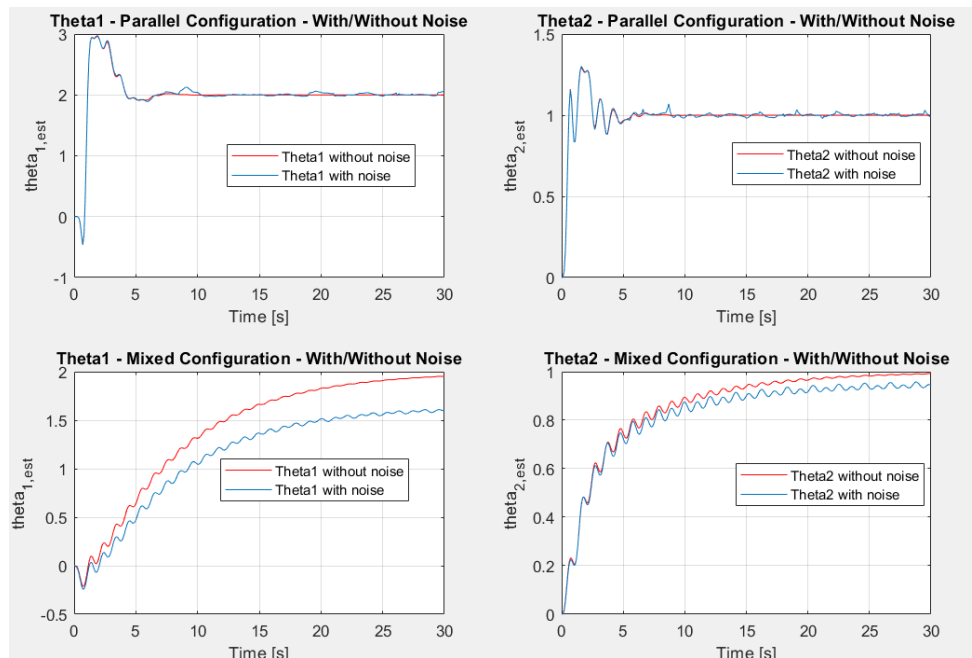 Theta1 - Parallel Configuration - With/Without Noise
3
2
1
0
-1
theta1,est
Theta1 without noise
Theta1 with noise
0 5 10 15 20 25 30
Time [s]
Theta2 - Parallel Configuration - With/Without Noise
1.5
1
0.5
0
theta2,est
Theta2 without noise
Theta2 with noise
0 5 10 15 20 25 30
Time [s]
Theta1 - Mixed Configuration - With/Without Noise
2
1.5
1
0.5
0
-0.5
theta1,est
Theta1 without noise
Theta1 with noise
0 5 10 15 20 25 30
Time [s]
Theta2 - Mixed Configuration - With/Without Noise
1
0.8
0.6
0.4
0.2
0
theta2,est
Theta2 without noise
Theta2 with noise
0 5 10 15 20 25 30
Time [s]